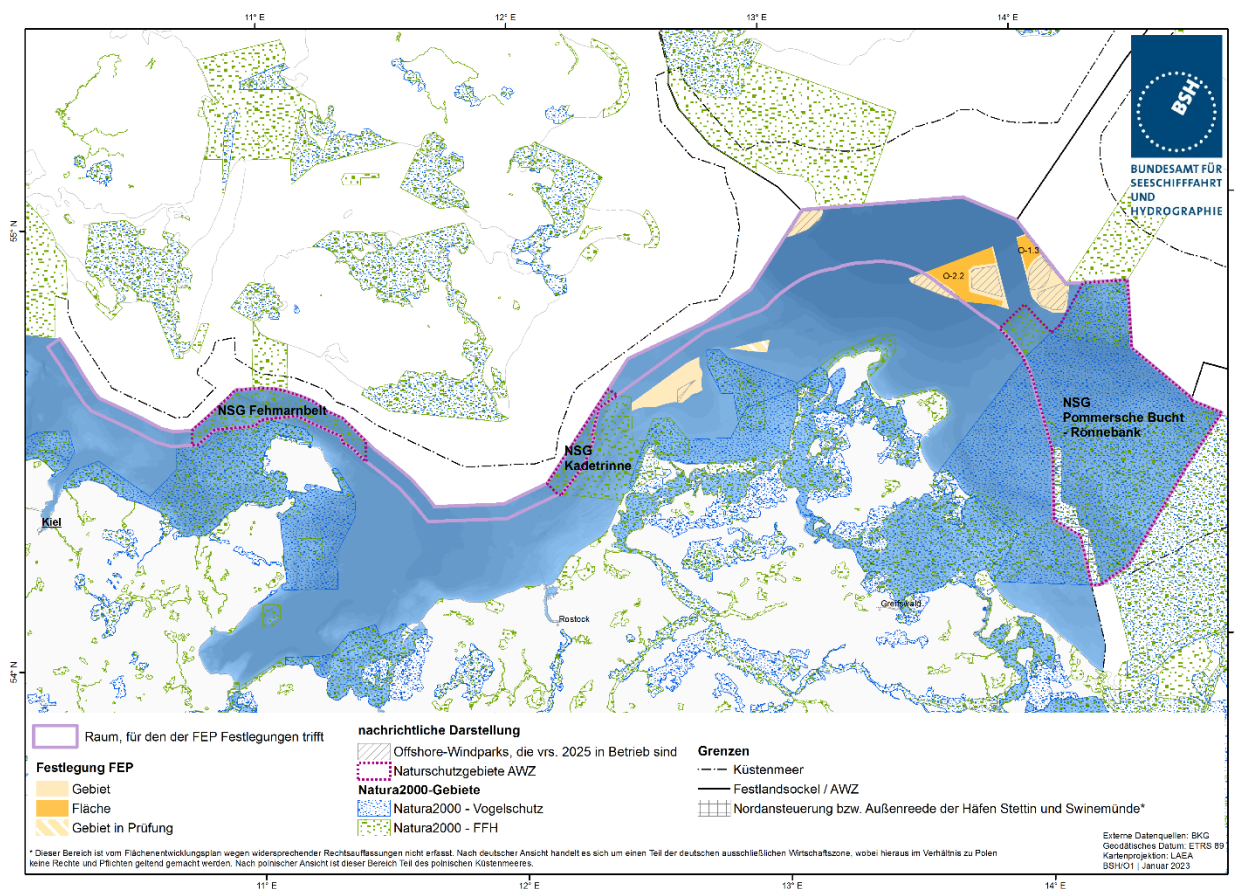 11° E
12° E
13° E
14° E
BSH
BUNDESAMT FÜR
SEESCHIFFFAHRT
UND
HYDROGRAPHIE
55° N
O-1.3
O-2.2
NSG Fehmarnbelt
NSG
Kadetrinne
NSG
Pommersche Bucht
- Rönnebank
Kiel
Rostock
Greifswald
54° N
Raum, für den der FEP Festlegungen trifft
Festlegung FEP
Gebiet
Fläche
Gebiet in Prüfung
nachrichtliche Darstellung
Offshore-Windparks, die vrs. 2025 in Betrieb sind
Naturschutzgebiete AWZ
Natura2000-Gebiete
Natura2000 - Vogelschutz
Natura2000 - FFH
Grenzen
Küstenmeer
Festlandsockel / AWZ
Nordansteuerung bzw. Außenreede der Häfen Stettin und Swinemünde*
* Dieser Bereich ist vom Flächenentwicklungsplan wegen widersprechender Rechtsauffassungen nicht erfasst. Nach deutscher Ansicht handelt es sich um einen Teil der deutschen ausschließlichen Wirtschaftszone, wobei hieraus im Verhältnis zu Polen
keine Rechte und Pflichten geltend gemacht werden. Nach polnischer Ansicht ist dieser Bereich Teil des polnischen Küstenmeeres.
Externe Datenquellen: BKG
Geodätisches Datum: ETRS 89
Kartenprojektion: LAEA
BSH/O1 | Januar 2023
11° E
12° E
13° E
14° E